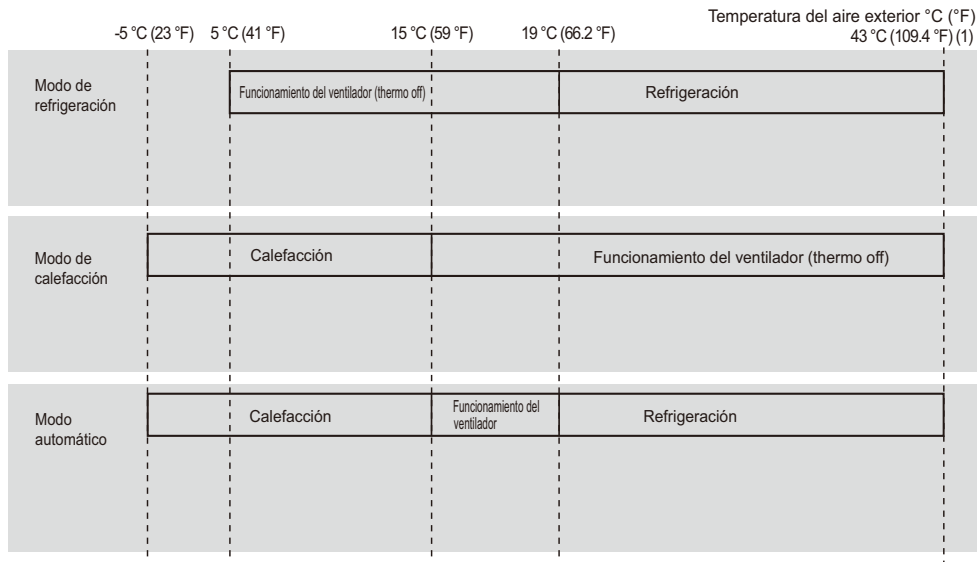 Temperatura del aire exterior °C (°F)
-5 °C (23 °F) 5 °C (41 °F) 15 °C (59 °F) 19 °C (66.2 °F) 43 °C (109.4 °F) (1)
Modo de
refrigeración
Funcionamiento del ventilador (thermo off)
Refrigeración
Modo de
calefacción
Calefacción
Funcionamiento del ventilador (thermo off)
Modo
automático
Calefacción
Funcionamiento del
ventilador
Refrigeración